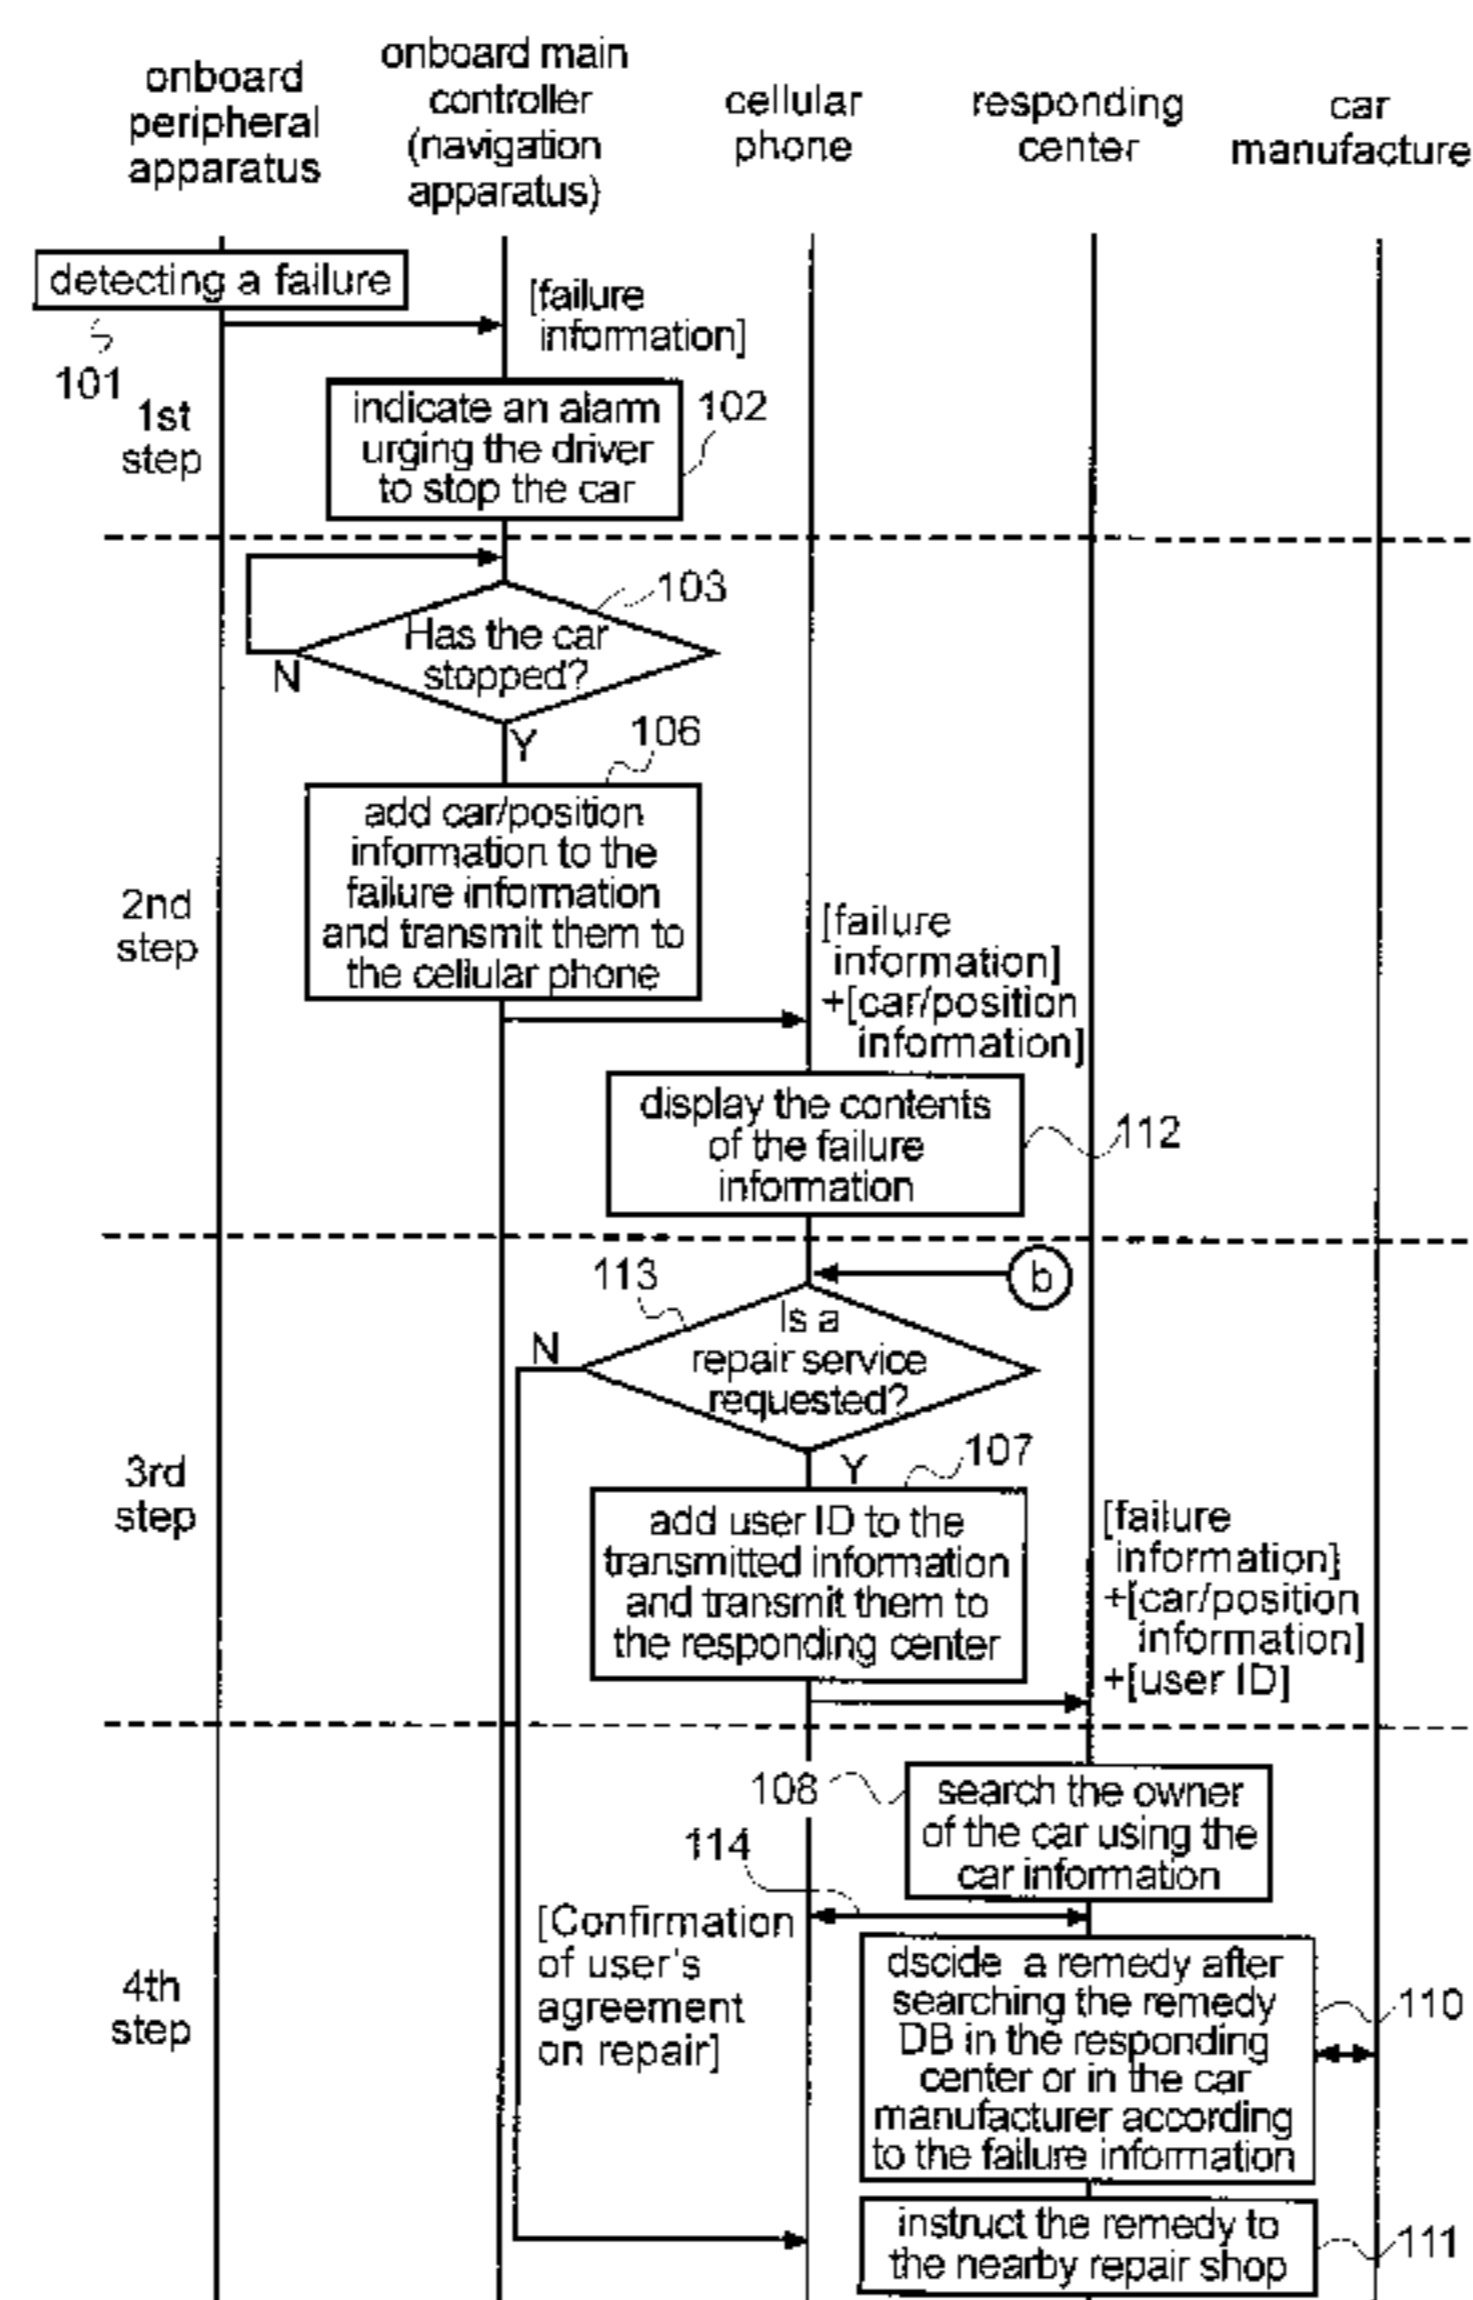 onboard
peripheral
apparatus
onboard main
controller
(navigation
apparatus)
cellular
phone
responding
center
car
manufacture
detecting a failure
101
[failure
information]
1st
step
indicate an alarm
urging the driver
to stop the car
102
Has the car
stopped?
103
N
Y
106
add car/position
information to the
failure information
and transmit them to
the cellular phone
2nd
step
[failure
information]
+[car/position
information]
display the contents
of the failure
information
112
b
113
Is a
repair service
requested?
N
Y
107
3rd
step
add user ID to the
transmitted information
and transmit them to
the responding center
[failure
information]
+[car/position
information]
+[user ID]
108
search the owner
of the car using the
car information
114
[Confirmation
of user's
agreement
on repair]
4th
step
dscide a remedy after
searching the remedy
DB in the responding
center or in the car
manufacturer according
to the failure information
110
instruct the remedy to
the nearby repair shop
111